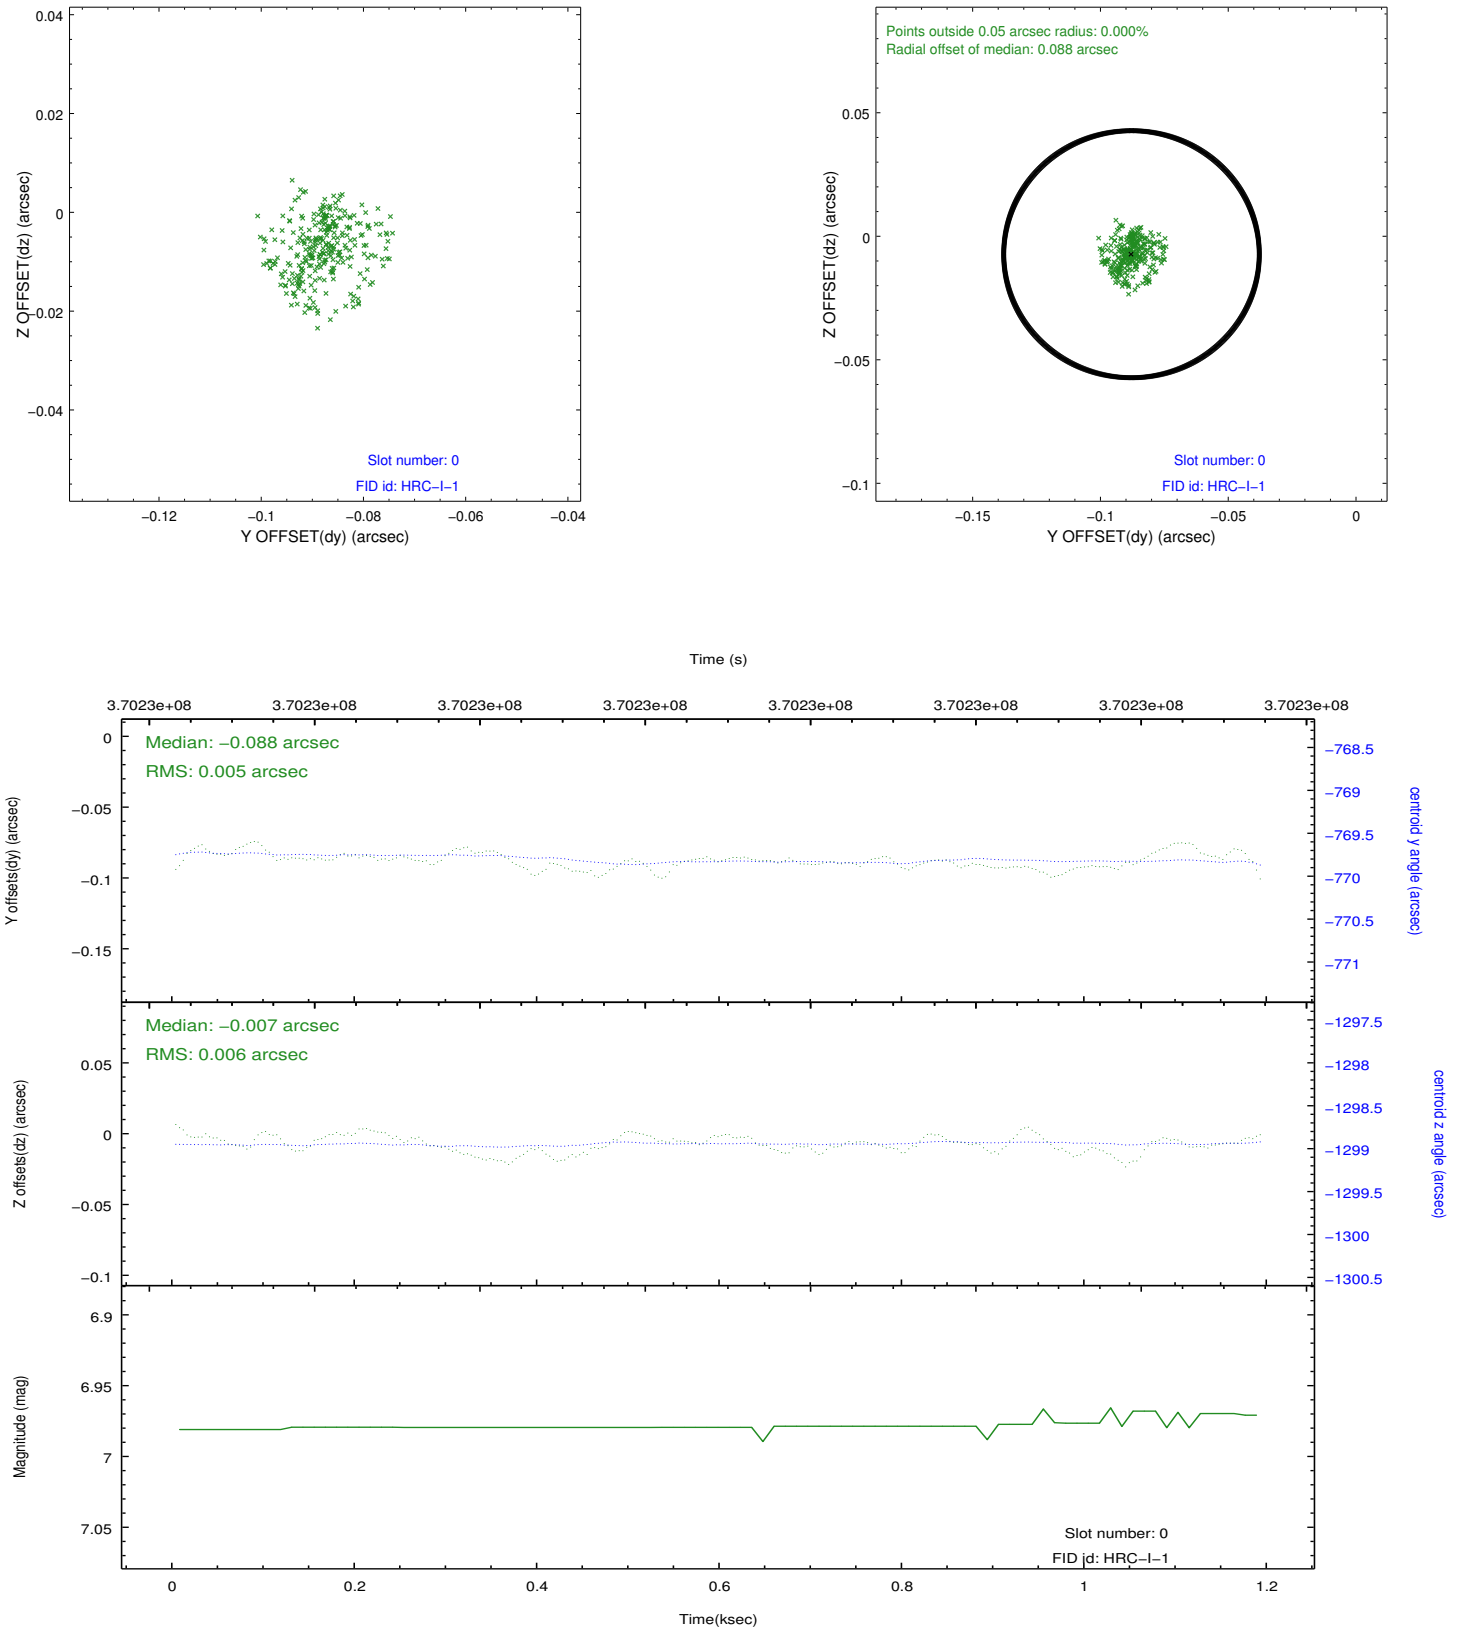 0.04
0.02
0
−0.02
−0.04
Z OFFSET(dz) (arcsec)
Slot number: 0
FID id: HRC−I−1
−0.12
−0.1
−0.08
−0.06
−0.04
Y OFFSET(dy) (arcsec)
Points outside 0.05 arcsec radius: 0.000%
Radial offset of median: 0.088 arcsec
0.05
0
−0.05
−0.1
Z OFFSET(dz) (arcsec)
Slot number: 0
FID id: HRC−I−1
−0.15
−0.1
−0.05
0
Y OFFSET(dy) (arcsec)
Time (s)
3.7023e+08
3.7023e+08
3.7023e+08
3.7023e+08
3.7023e+08
3.7023e+08
3.7023e+08
3.7023e+08
Median: −0.088 arcsec
RMS: 0.005 arcsec
0
−0.05
−0.1
−0.15
Y offsets(dy) (arcsec)
−768.5
−769
−769.5
−770
−770.5
−771
centroid y angle (arcsec)
Median: −0.007 arcsec
RMS: 0.006 arcsec
0.05
0
−0.05
−0.1
Z offsets(dz) (arcsec)
−1297.5
−1298
−1298.5
−1299
−1299.5
−1300
−1300.5
centroid z angle (arcsec)
6.9
6.95
7
7.05
Magnitude (mag)
Slot number: 0
FID id: HRC−I−1
0
0.2
0.4
0.6
0.8
1
1.2
Time(ksec)